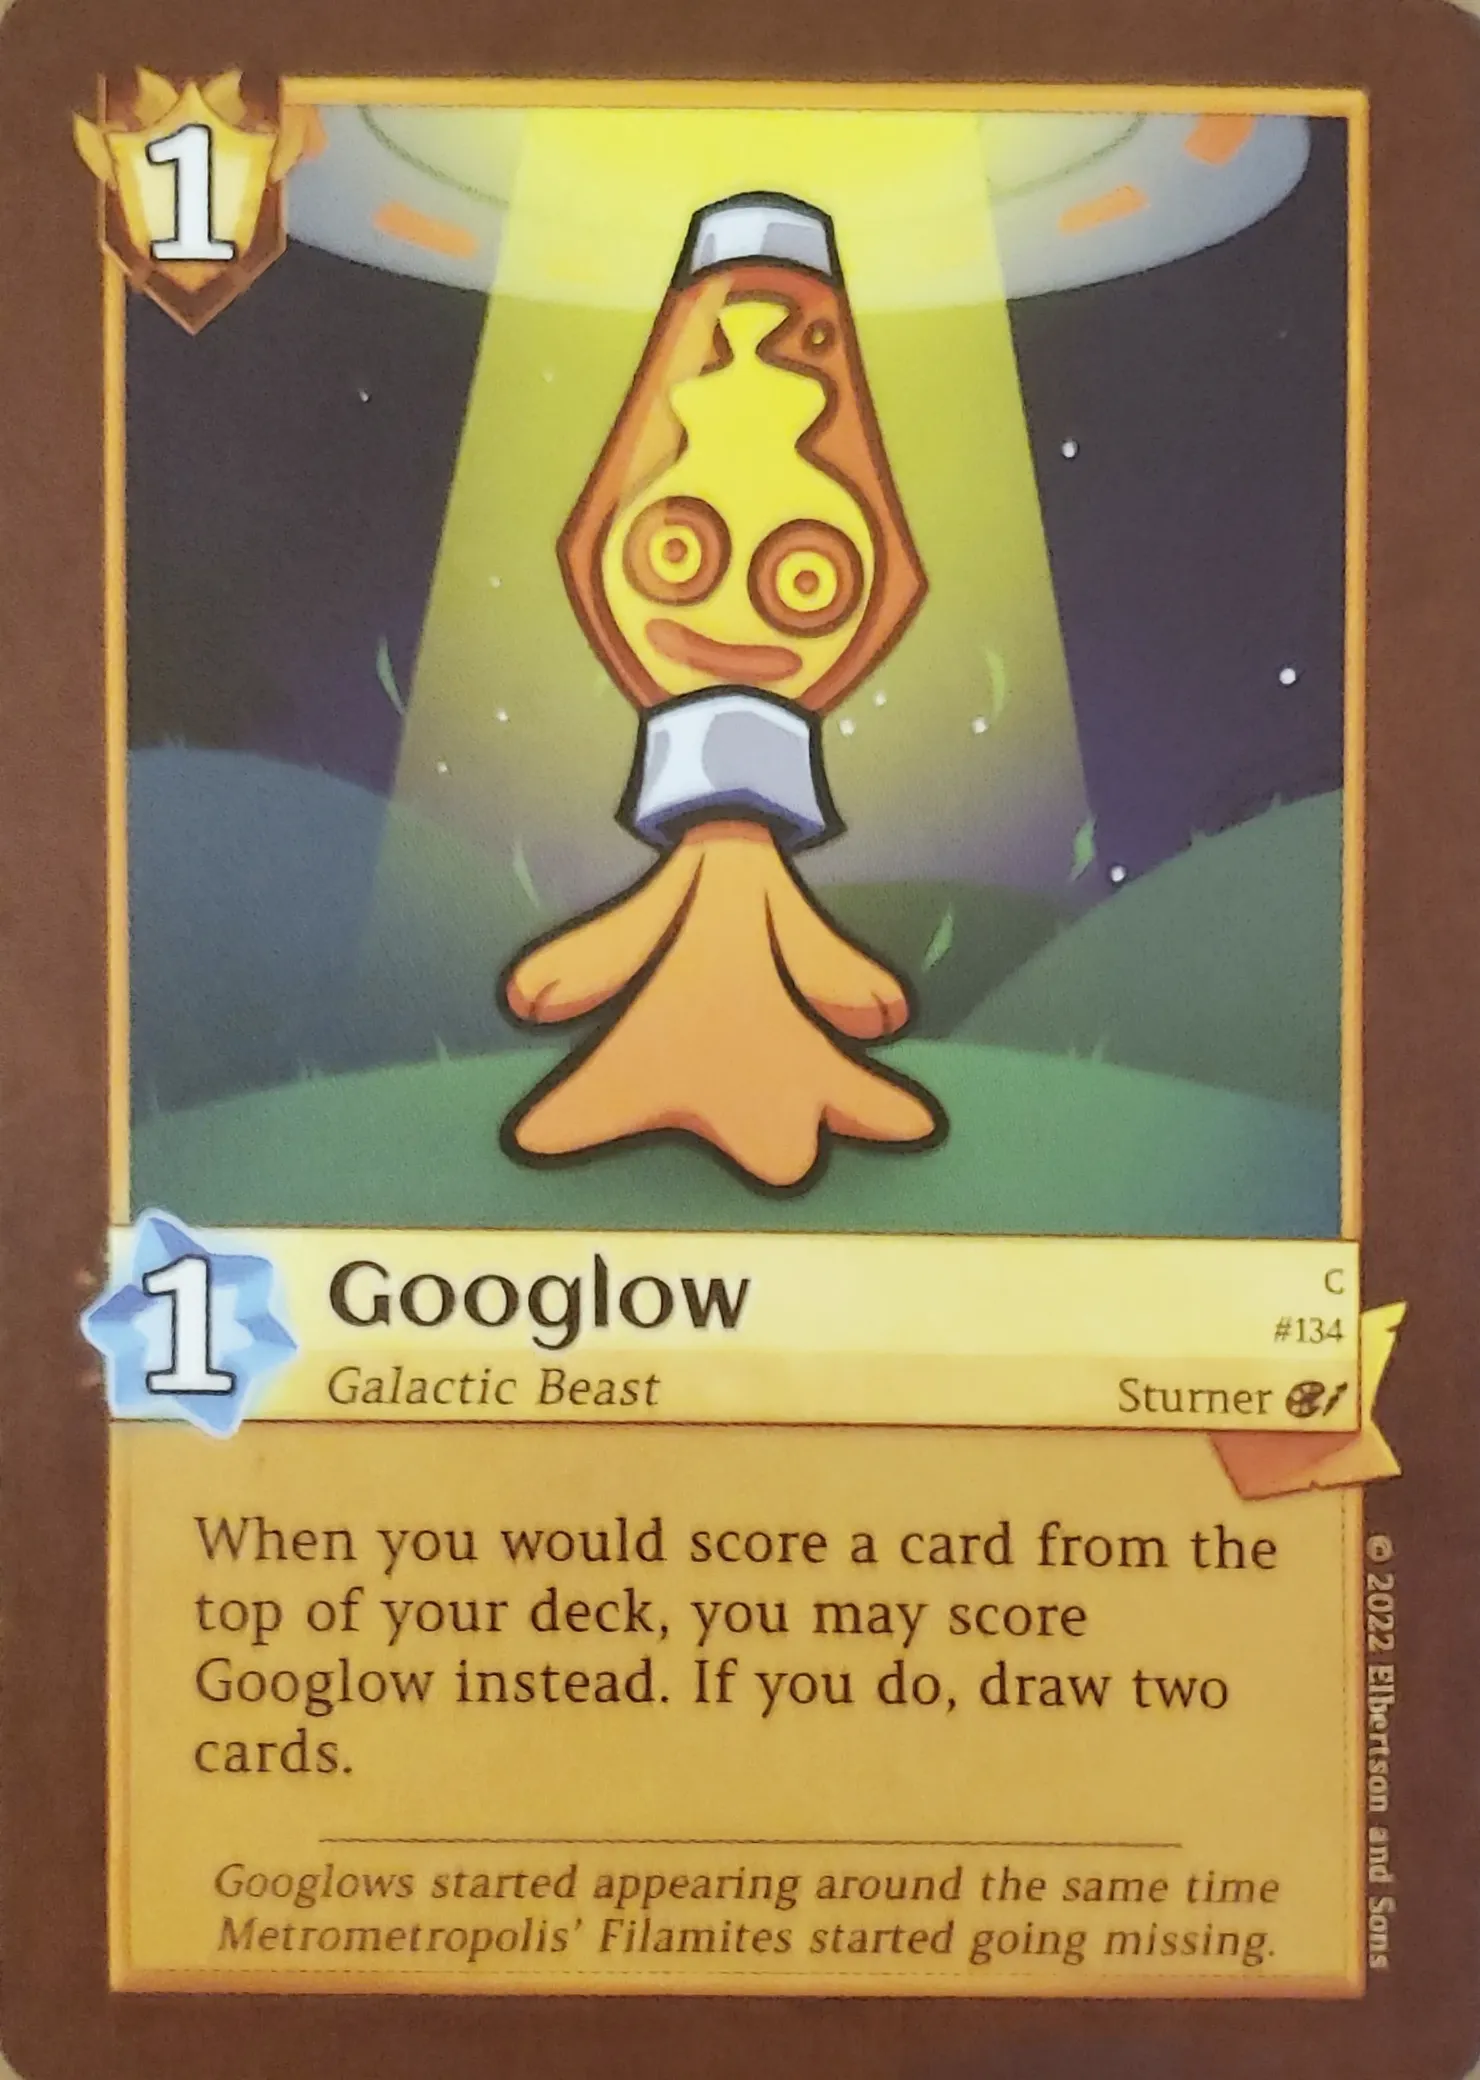 1
1
Googlow
C
#134
Galactic Beast
Sturner
When you would score a card from the
top of your deck, you may score
Googlow instead. If you do, draw two
cards.
Googlows started appearing around the same time
Metrometropolis’ Filamites started going missing.
© 2022 Elbertson and Sons